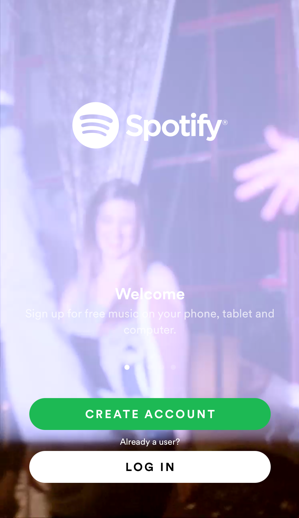 Spotify®
Welcome
Sign up for free music on your phone, tablet and
computer.
CREATE ACCOUNT
Already a user?
LOG IN